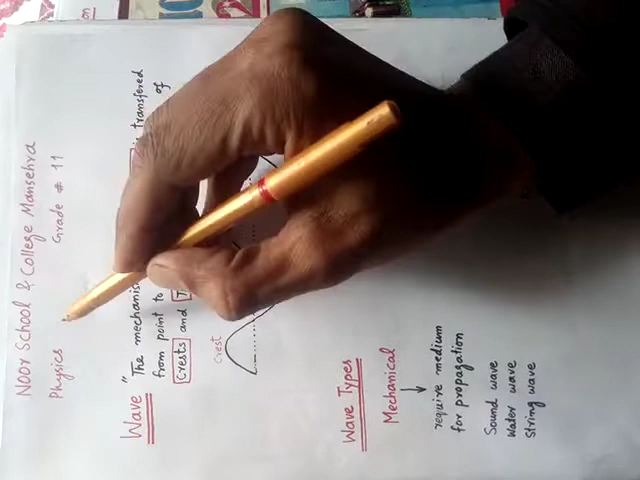 NOOR SCHOOL & College Mansehra
Physics Grade # 11
Wave " The mechanis transfered
from point to of
Crests and T
Crest
Wave Types
Mechanical
require medium
for propagation
Sound wave
Water wave
String wave